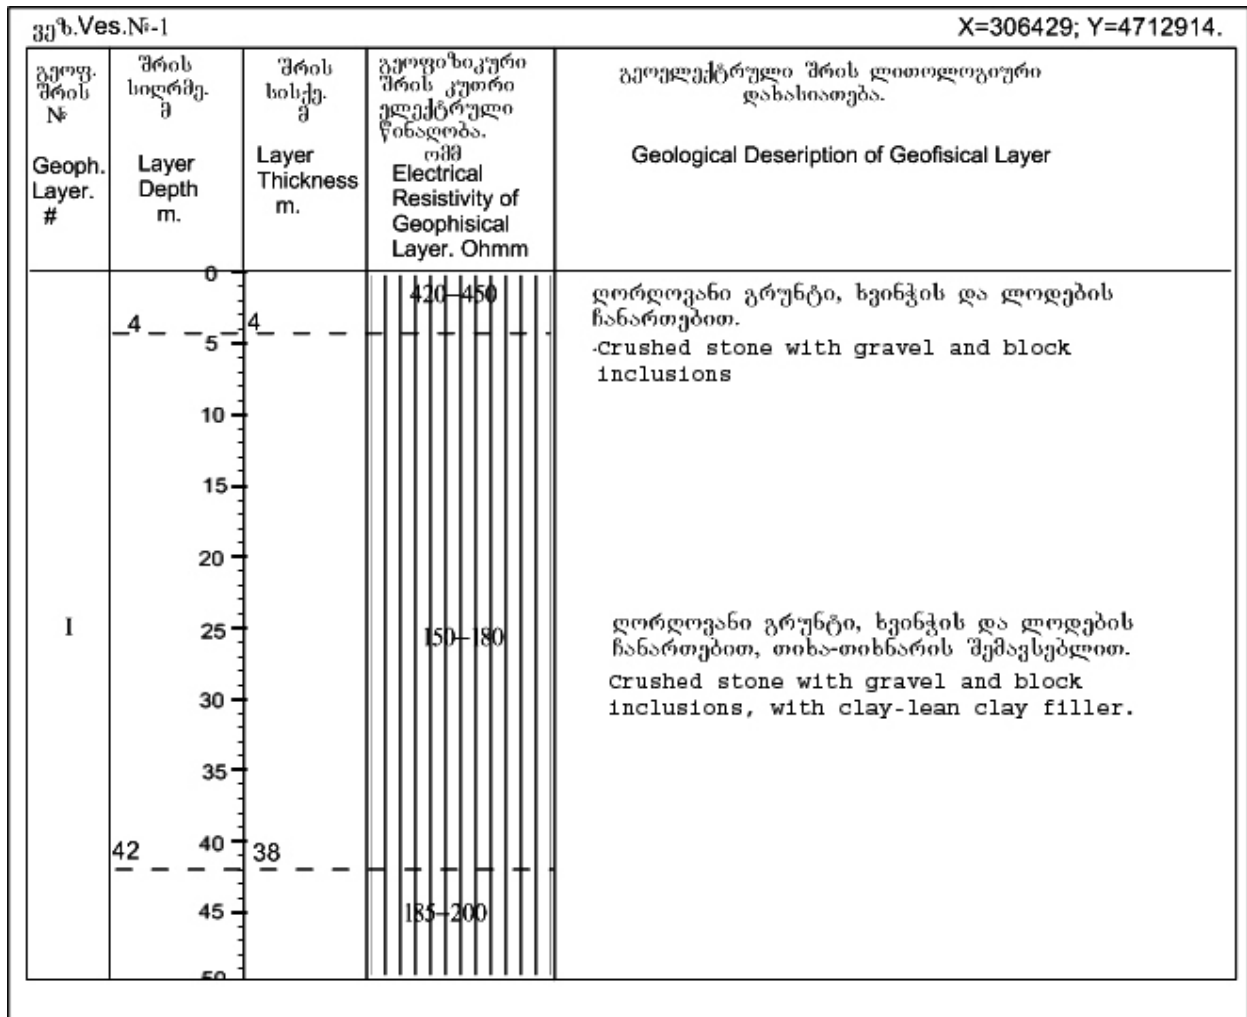 ვეზ.Ves.№-1
X=306429; Y=4712914.
გეოფ.
შრის
№
Geoph.
Layer.
#
შრის
სიღრმე.
მ
Layer
Depth
m.
შრის
სისქე.
მ
Layer
Thickness
m.
გეოფიზიკური
შრის კუთრი
ელექტრული
წინაღობა.
ომმ
Electrical
Resistivity of
Geophisical
Layer. Ohmm
გეოელექტრული შრის ლითოლოგიური
დახასიათება.
Geological Deseription of Geofisical Layer
0
420–450
ღორღოვანი გრუნტი, ხვინჭის და ლოდების
ჩანართებით.
4
4
5
-Crushed stone with gravel and block
inclusions
10
15
20
I
25
150–180
ღორღოვანი გრუნტი, ხვინჭის და ლოდების
ჩანართებით, თიხა-თიხნარის შემავსებლით.
Crushed stone with gravel and block
inclusions, with clay-lean clay filler.
30
35
40
42
38
45
185–200
50